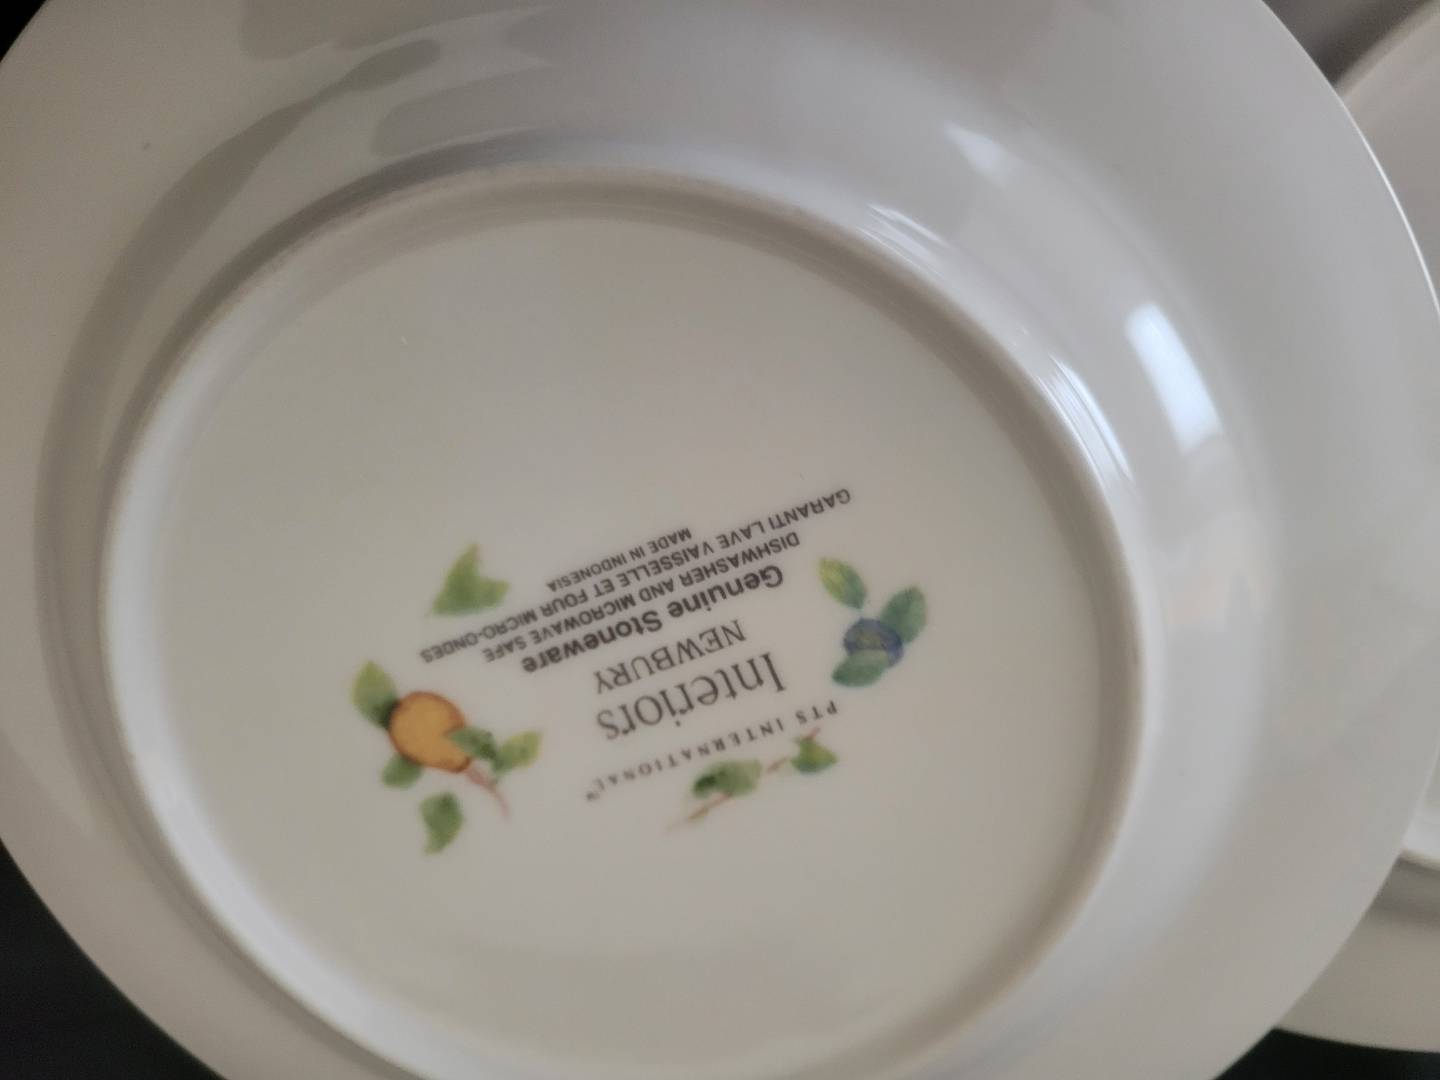 PTS INTERNATIONAL™
Interiors
NEWBURY
Genuine Stoneware
DISHWASHER AND MICROWAVE SAFE
GARANTI LAVE VAISSELLE ET FOUR MICRO-ONDES
MADE IN INDONESIA